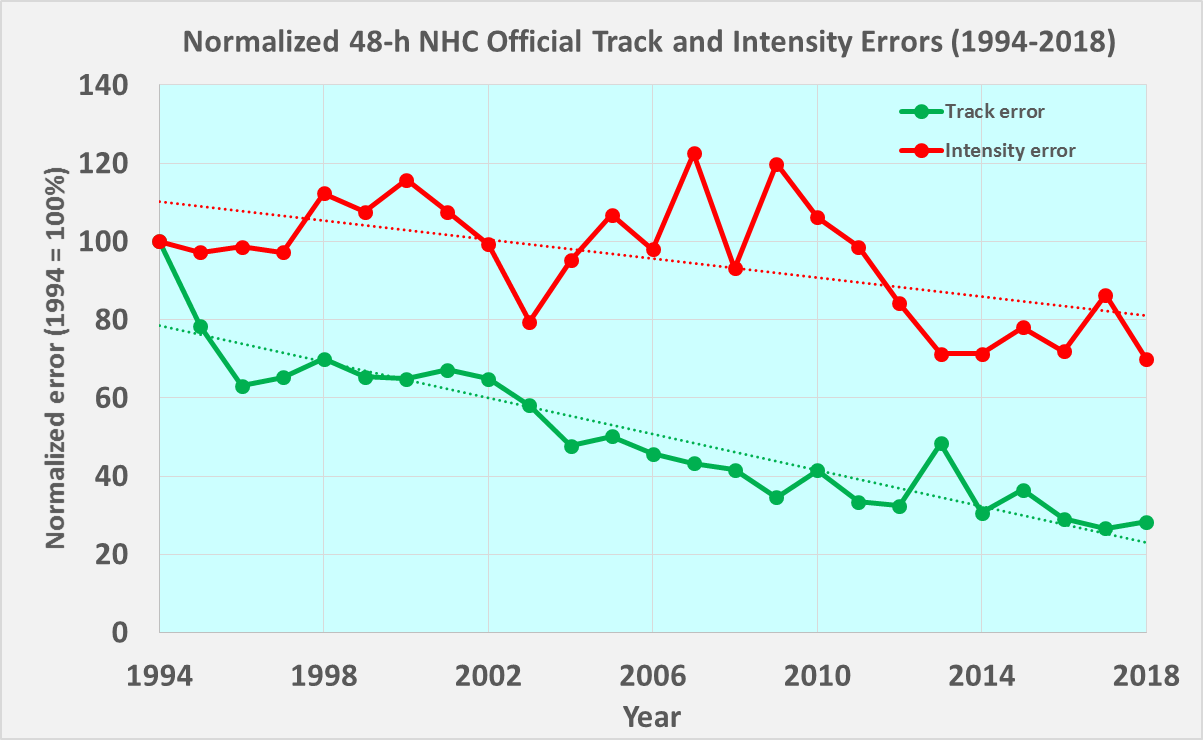 Normalized 48-h NHC Official Track and Intensity Errors (1994-2018)
140
120
100
80
60
40
20
0
Normalized error (1994 = 100%)
Track error
Intensity error
1994 1998 2002 2006 2010 2014 2018
Year